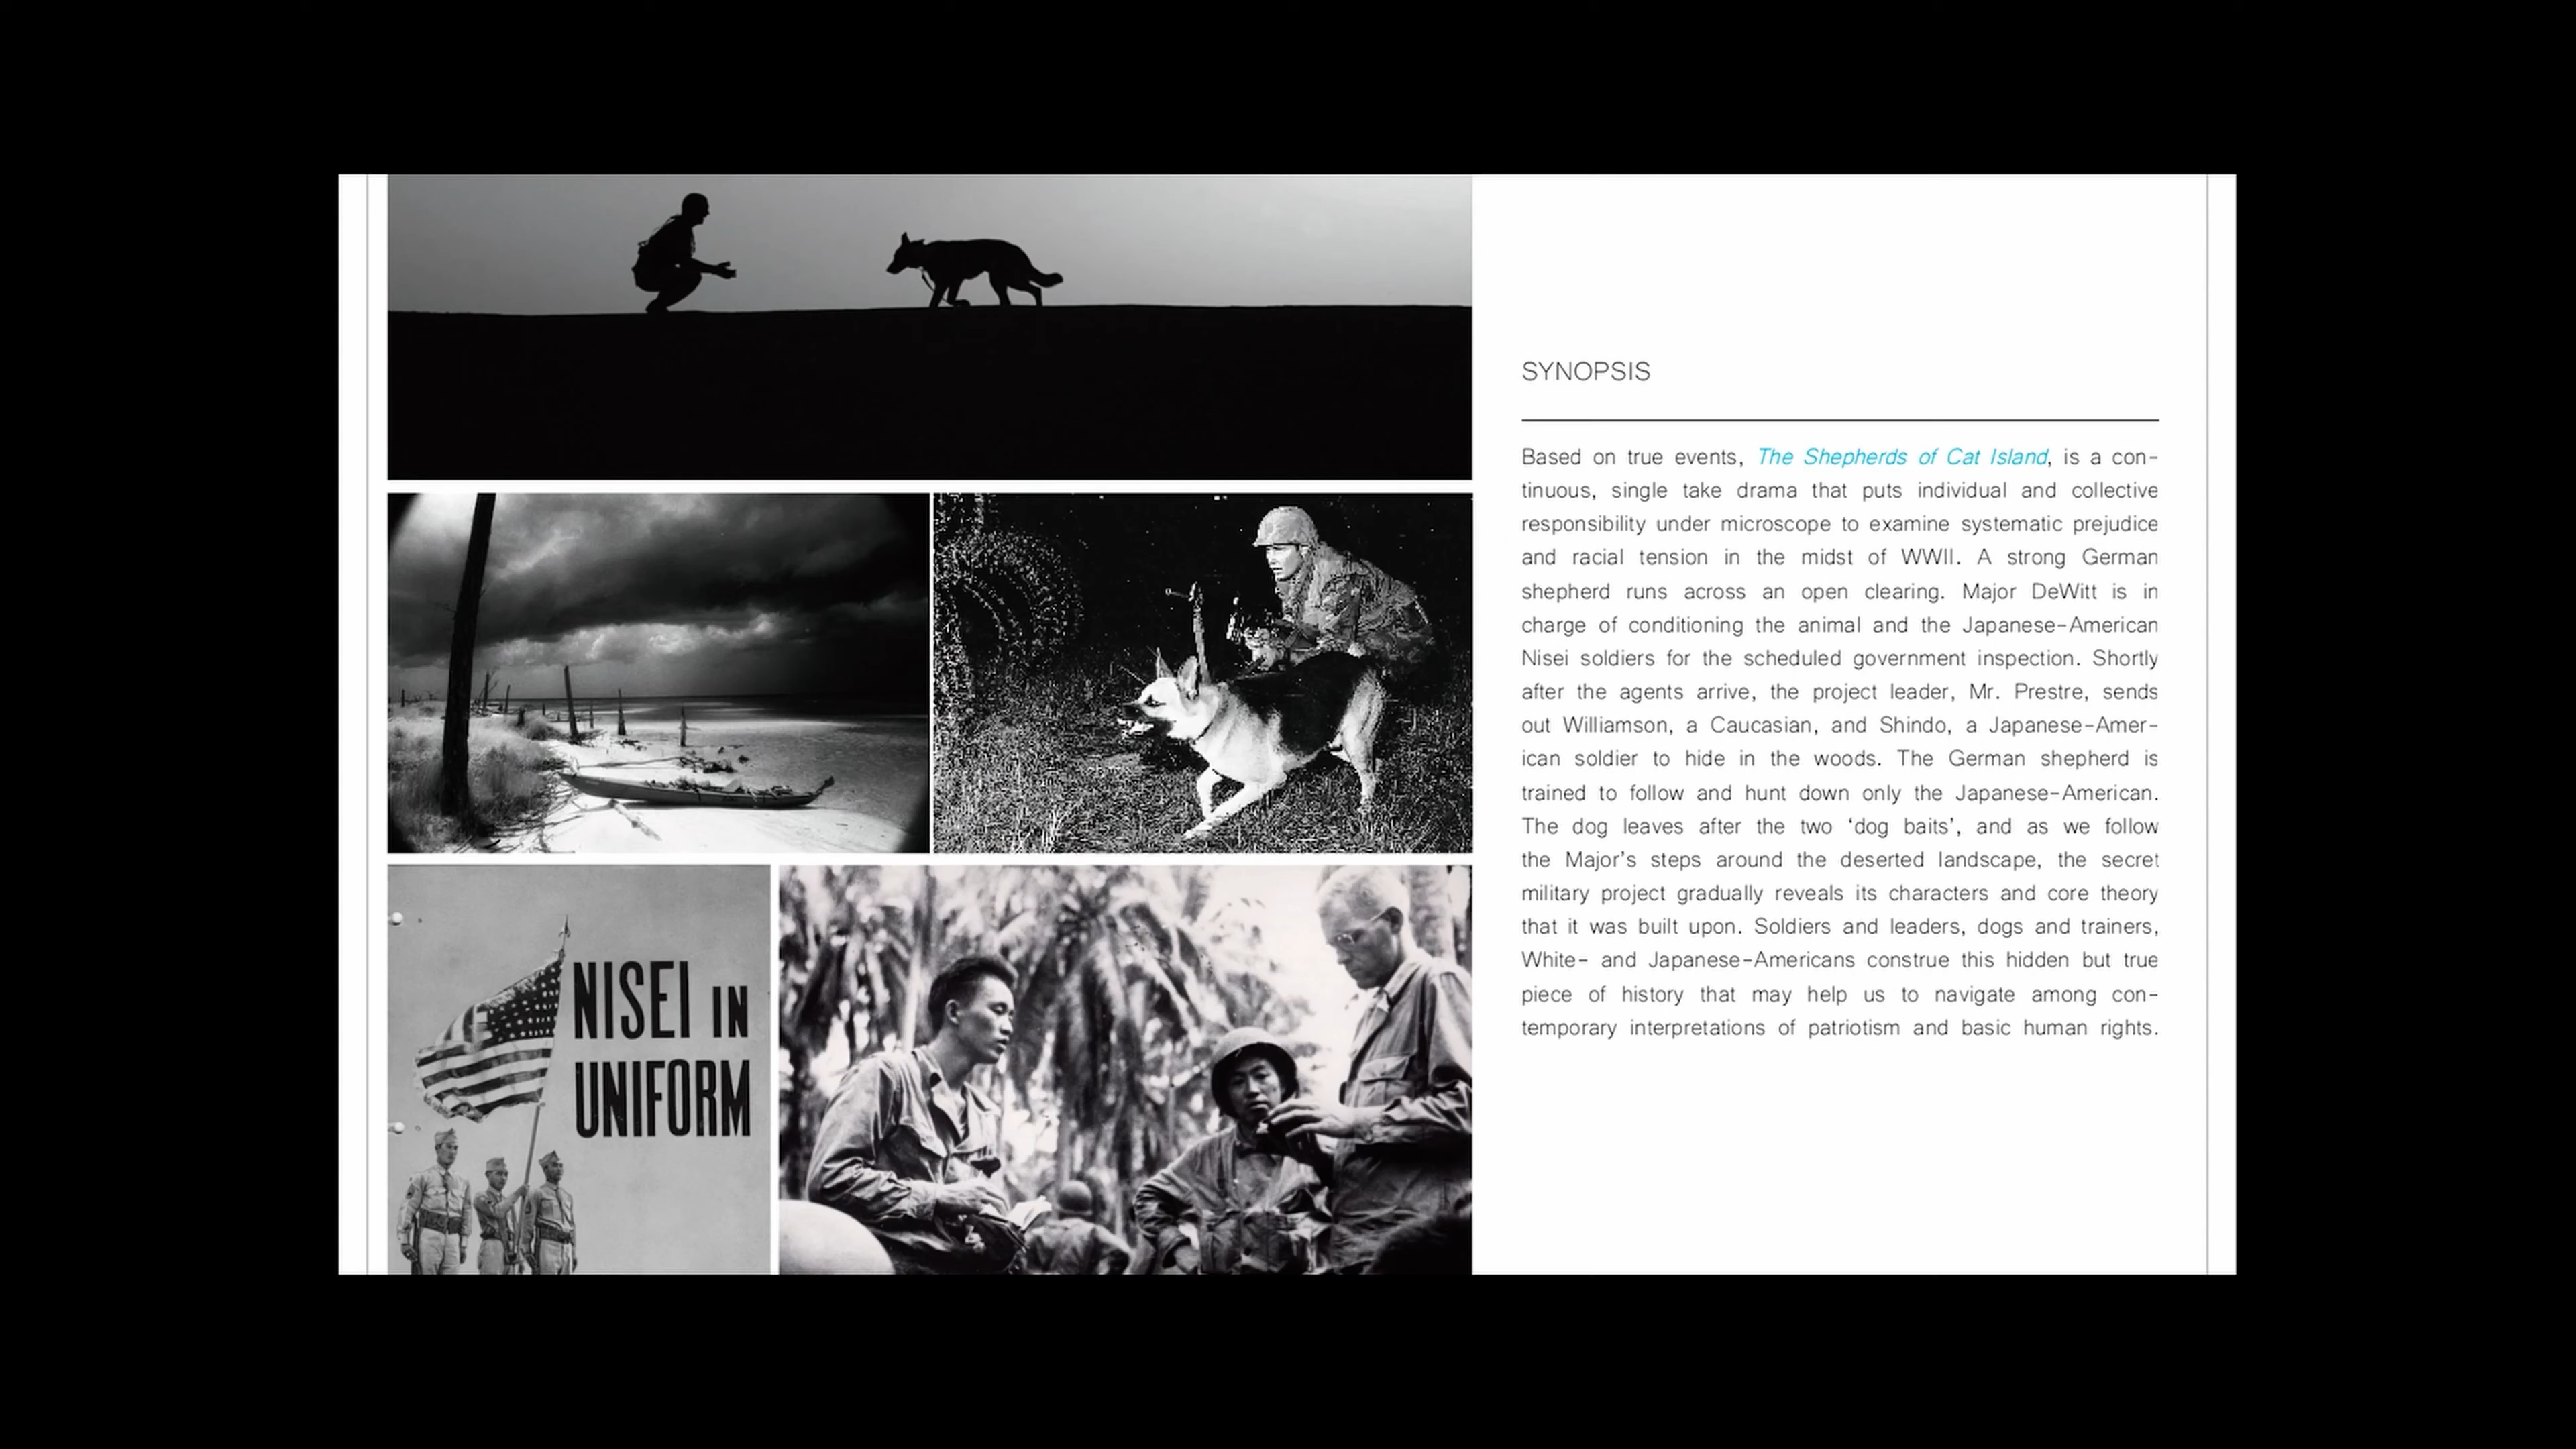 NISEI IN
UNIFORM
SYNOPSIS
Based on true events, The Shepherds of Cat Island, is a con-
tinuous, single take drama that puts individual and collective
responsibility under microscope to examine systematic prejudice
and racial tension in the midst of WWII. A strong German
shepherd runs across an open clearing. Major DeWitt is in
charge of conditioning the animal and the Japanese-American
Nisei soldiers for the scheduled government inspection. Shortly
after the agents arrive, the project leader, Mr. Prestre, sends
out Williamson, a Caucasian, and Shindo, a Japanese-Amer-
ican soldier to hide in the woods. The German shepherd is
trained to follow and hunt down only the Japanese-American.
The dog leaves after the two ‘dog baits’, and as we follow
the Major’s steps around the deserted landscape, the secret
military project gradually reveals its characters and core theory
that it was built upon. Soldiers and leaders, dogs and trainers,
White- and Japanese-Americans construe this hidden but true
piece of history that may help us to navigate among con-
temporary interpretations of patriotism and basic human rights.